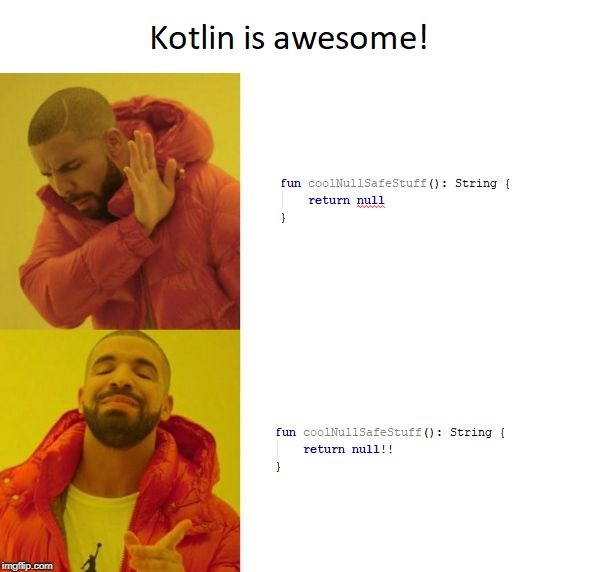 Kotlin is awesome!
fun coolNullSafeStuff(): String {
    return null
}
fun coolNullSafeStuff(): String {
    return null!!
}
imgflip.com